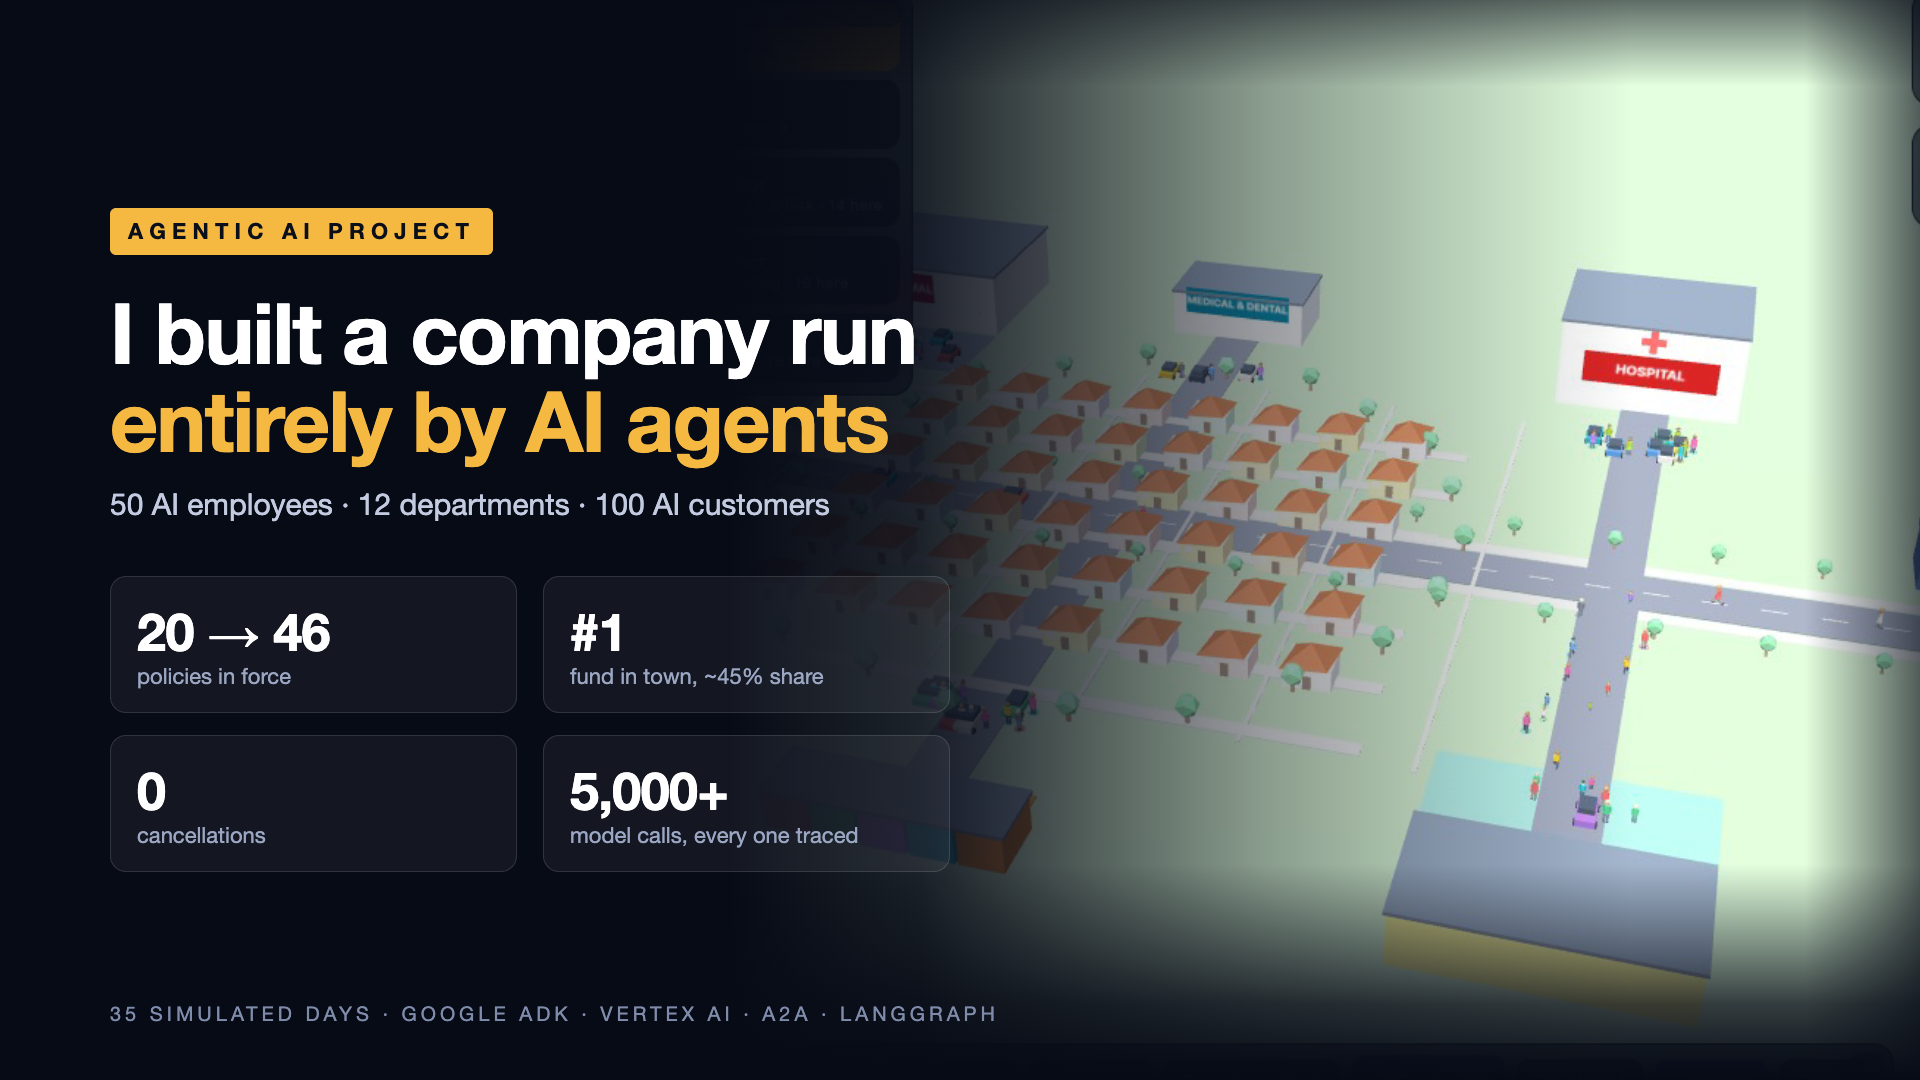 AGENTIC AI PROJECT
I built a company run
entirely by AI agents
50 AI employees · 12 departments · 100 AI customers
20 → 46
policies in force
#1
fund in town, ~45% share
0
cancellations
5,000+
model calls, every one traced
35 SIMULATED DAYS · GOOGLE ADK · VERTEX AI · A2A · LANGGRAPH
MEDICAL & DENTAL
HOSPITAL